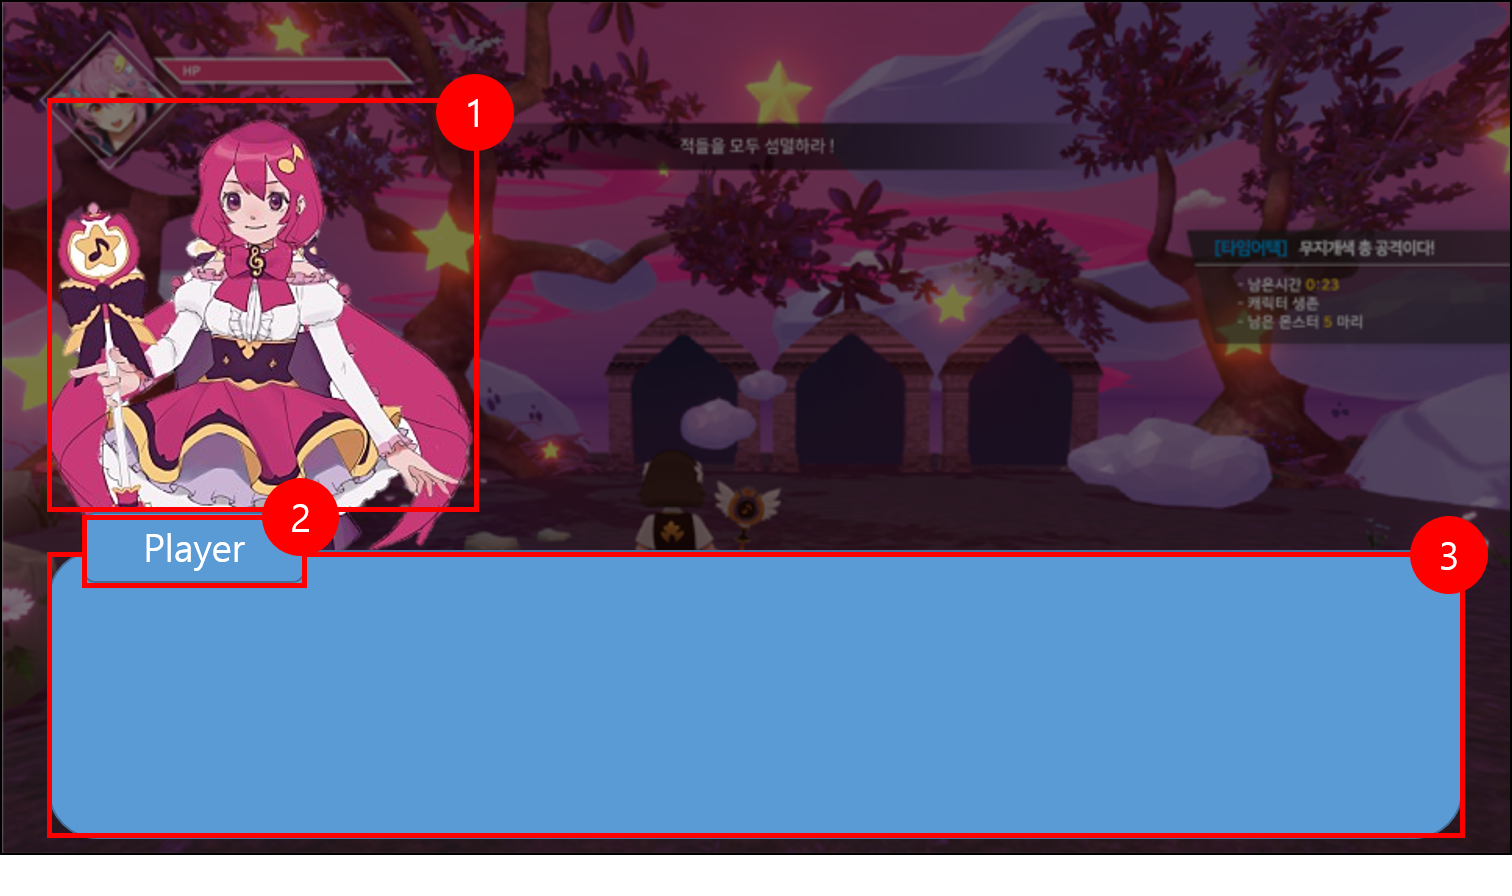 HP
1
적들을 모두 섬멸하라 !
[타임어택] 무지개색 총 공격이다!
- 남은시간 0:23
- 캐릭터 생존
- 남은 몬스터 5 마리
2
Player
3